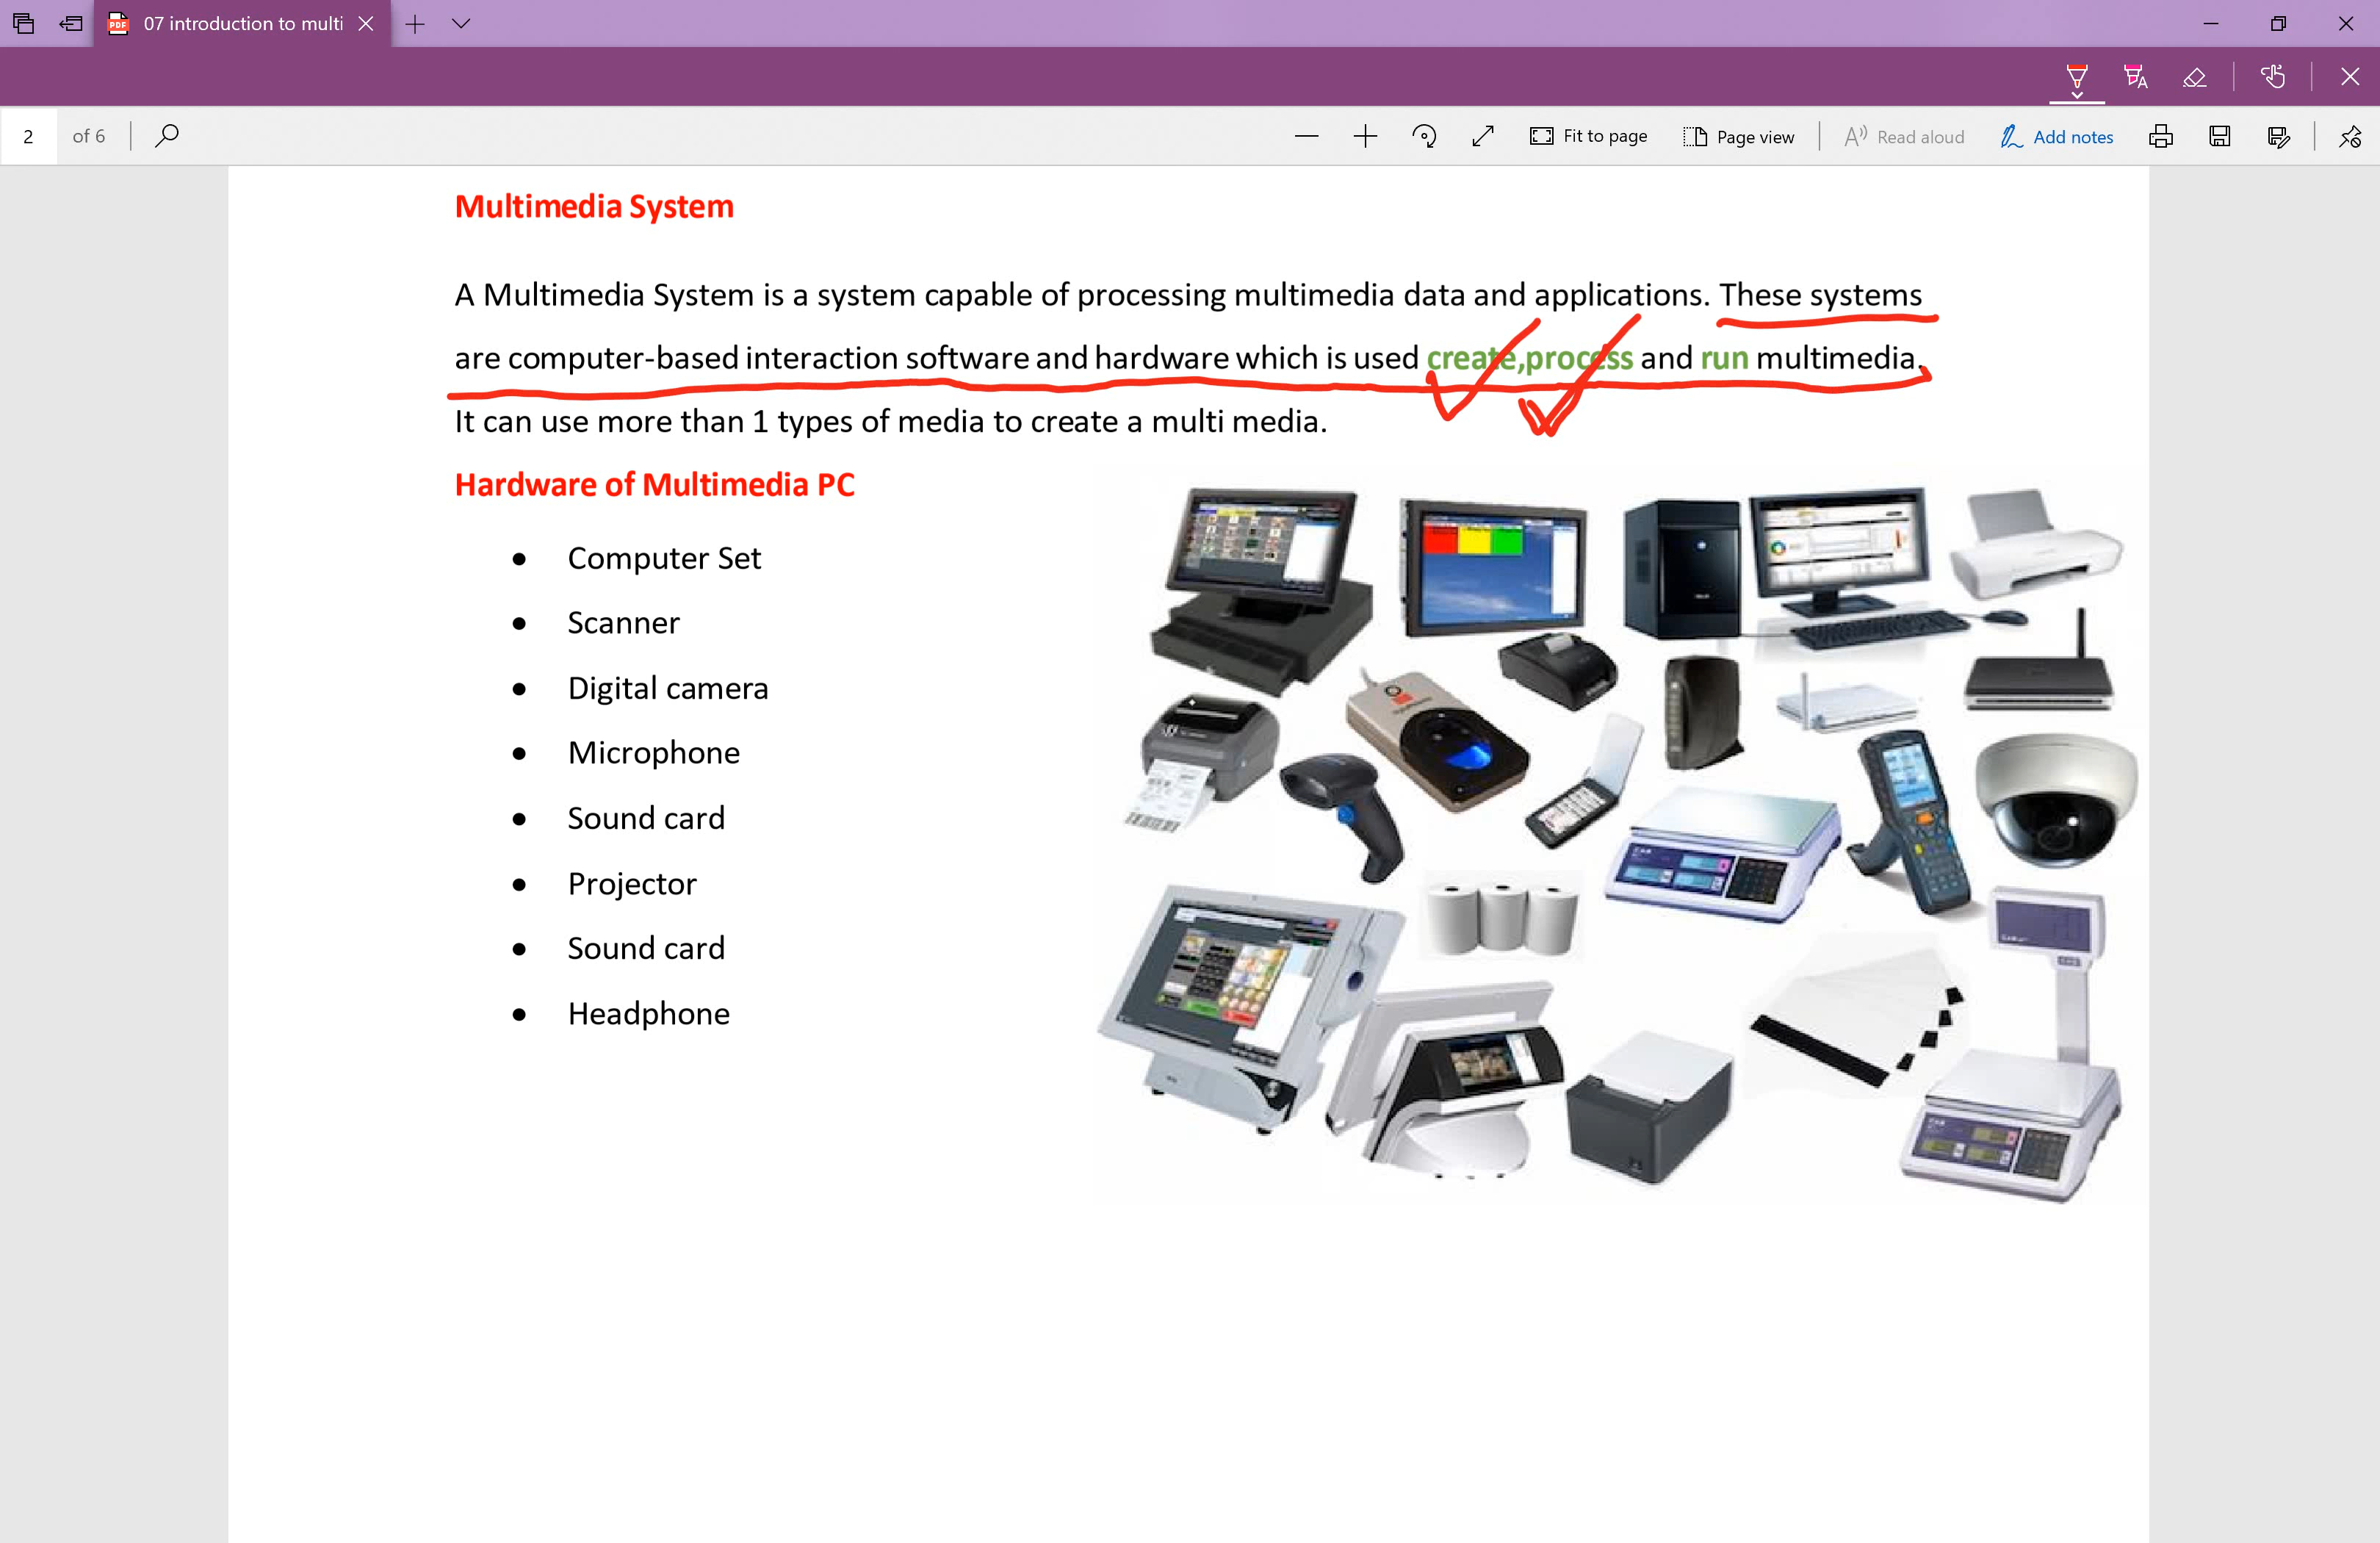 07 introduction to multi
2 of 6
Fit to page
Page view
Read aloud
Add notes
Multimedia System
A Multimedia System is a system capable of processing multimedia data and applications. These systems
are computer-based interaction software and hardware which is used create,process and run multimedia.
It can use more than 1 types of media to create a multi media.
Hardware of Multimedia PC
● Computer Set
● Scanner
● Digital camera
● Microphone
● Sound card
● Projector
● Sound card
● Headphone